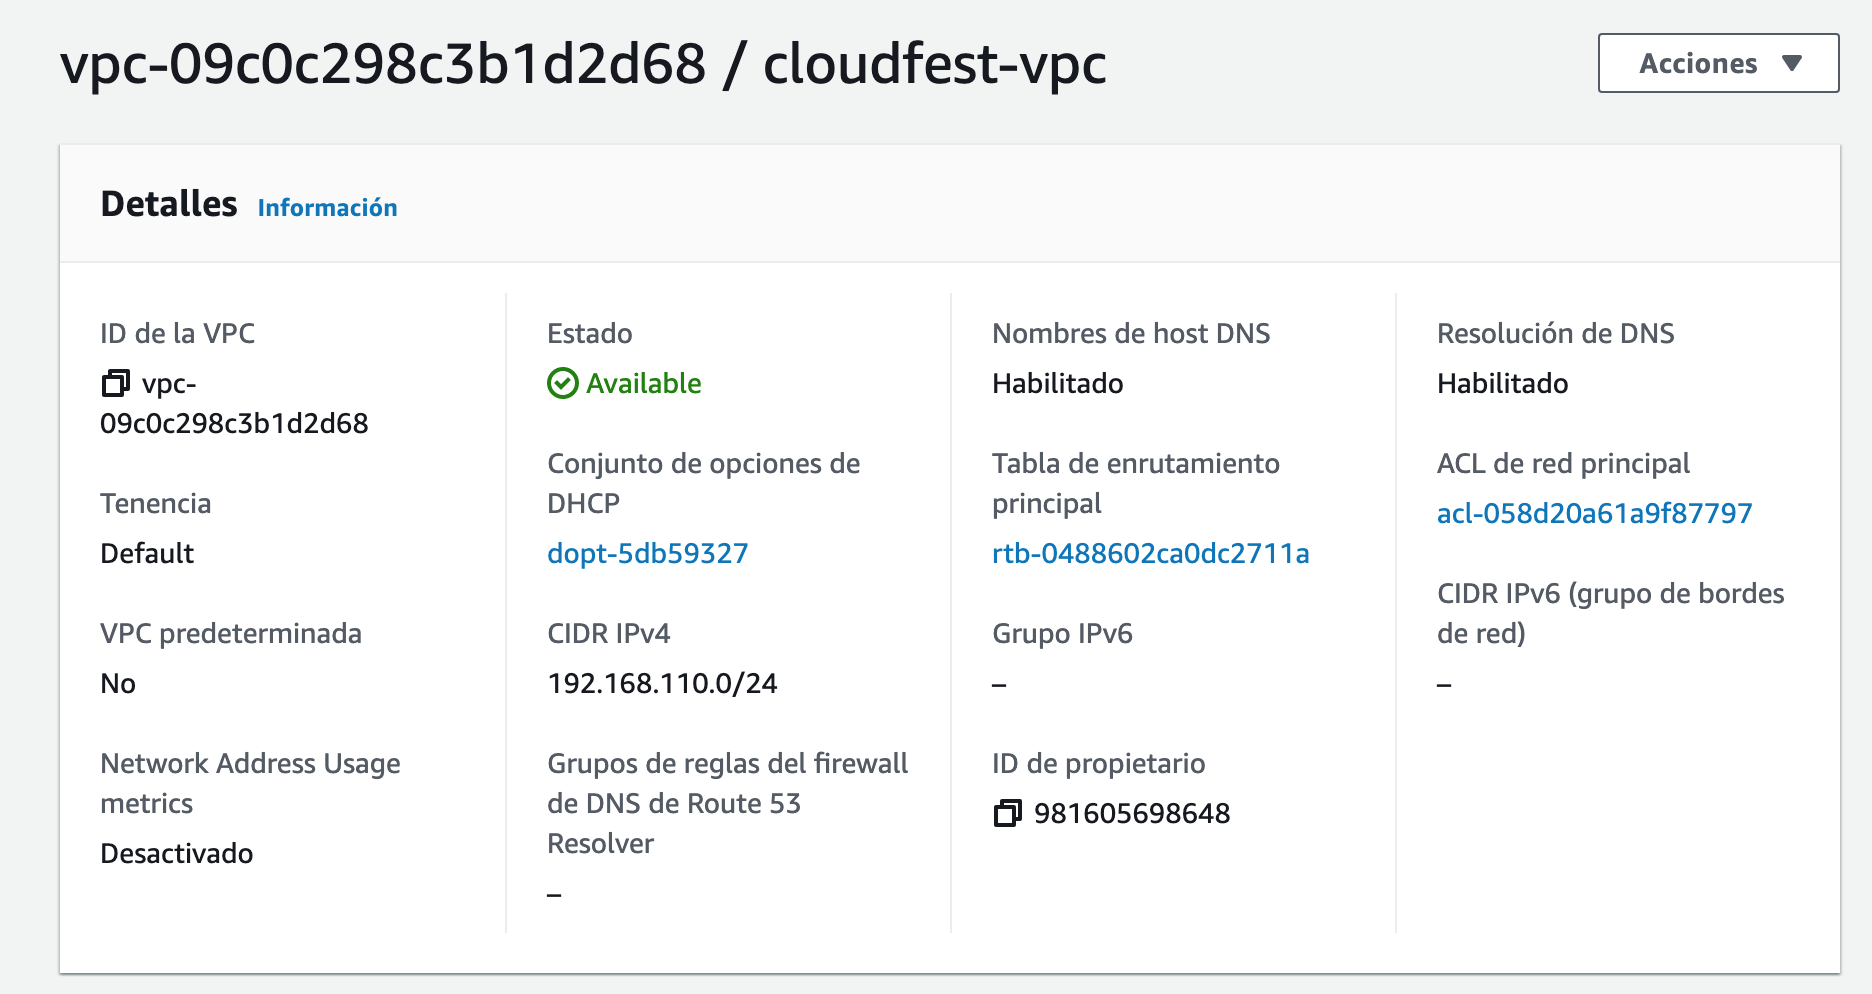 vpc-09c0c298c3b1d2d68 / cloudfest-vpc
Acciones
Detalles Información
ID de la VPC
vpc-
09c0c298c3b1d2d68
Tenencia
Default
VPC predeterminada
No
Network Address Usage
metrics
Desactivado
Estado
Available
Conjunto de opciones de
DHCP
dopt-5db59327
CIDR IPv4
192.168.110.0/24
Grupos de reglas del firewall
de DNS de Route 53
Resolver
–
Nombres de host DNS
Habilitado
Tabla de enrutamiento
principal
rtb-0488602ca0dc2711a
Grupo IPv6
–
ID de propietario
981605698648
Resolución de DNS
Habilitado
ACL de red principal
acl-058d20a61a9f87797
CIDR IPv6 (grupo de bordes
de red)
–